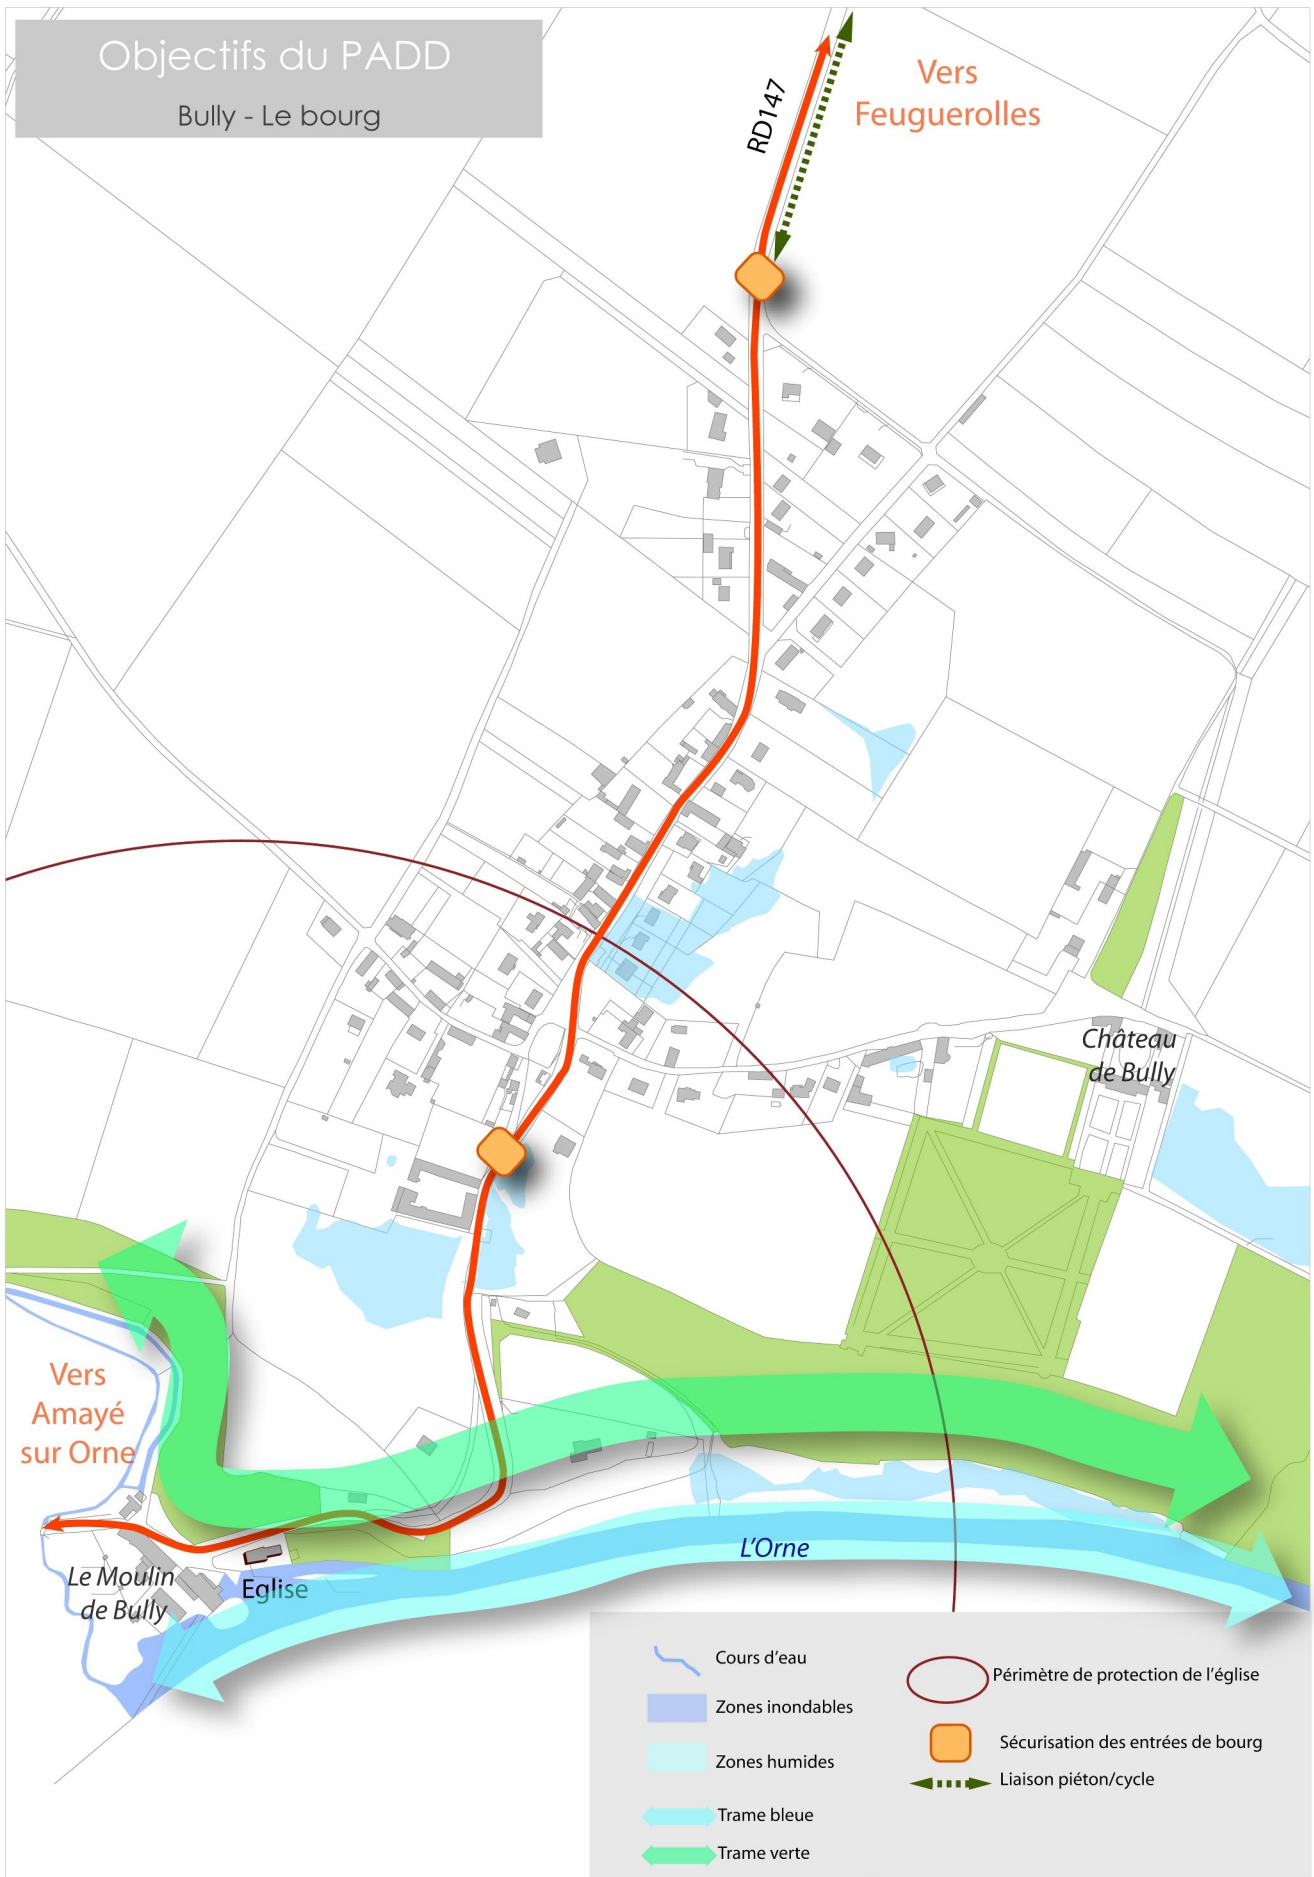 Objectifs du PADD
Bully - Le bourg
Vers
Feuguerolles
RD147
Château
de Bully
Vers
Amayé
sur Orne
L'Orne
Le Moulin
de Bully
Eglise
Cours d'eau
Zones inondables
Zones humides
Trame bleue
Trame verte
Périmètre de protection de l'église
Sécurisation des entrées de bourg
Liaison piéton/cycle